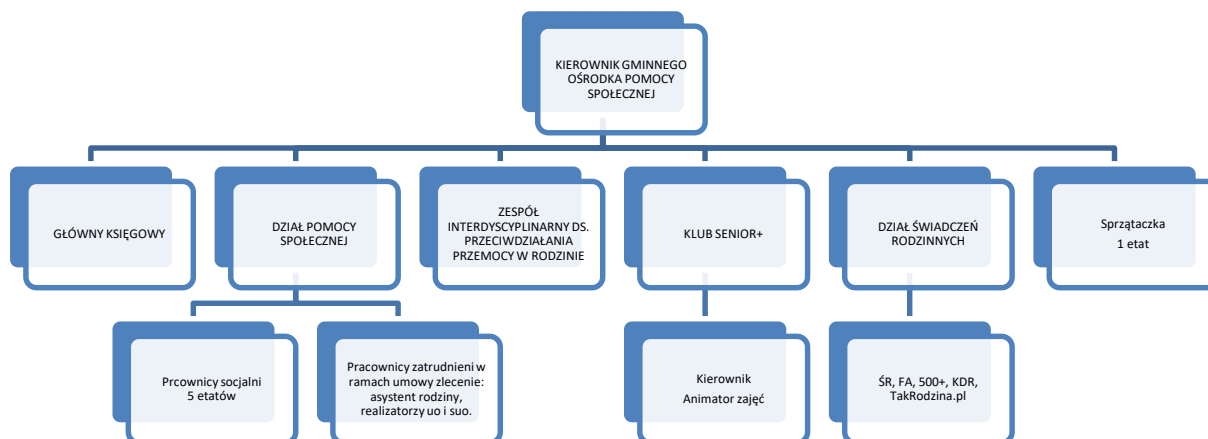 KIEROWNIK GMINNEGO
OŚRODKA POMOCY
SPOŁECZNEJ
GŁÓWNY KSIĘGOWY
DZIAŁ POMOCY
SPOŁECZNEJ
ZESPÓŁ
INTERDYSCYPLINARNY DS.
PRZECIWDZIAŁANIA
PRZEMOCY W RODZINIE
KLUB SENIOR+
DZIAŁ ŚWIADCZEŃ
RODZINNYCH
Sprzątaczka
1 etat
Prcownicy socjalni
5 etatów
Pracownicy zatrudnieni w
ramach umowy zlecenie:
asystent rodziny,
realizatorzy uo i suo.
Kierownik
Animator zajęć
ŚR, FA, 500+, KDR,
TakRodzina.pl